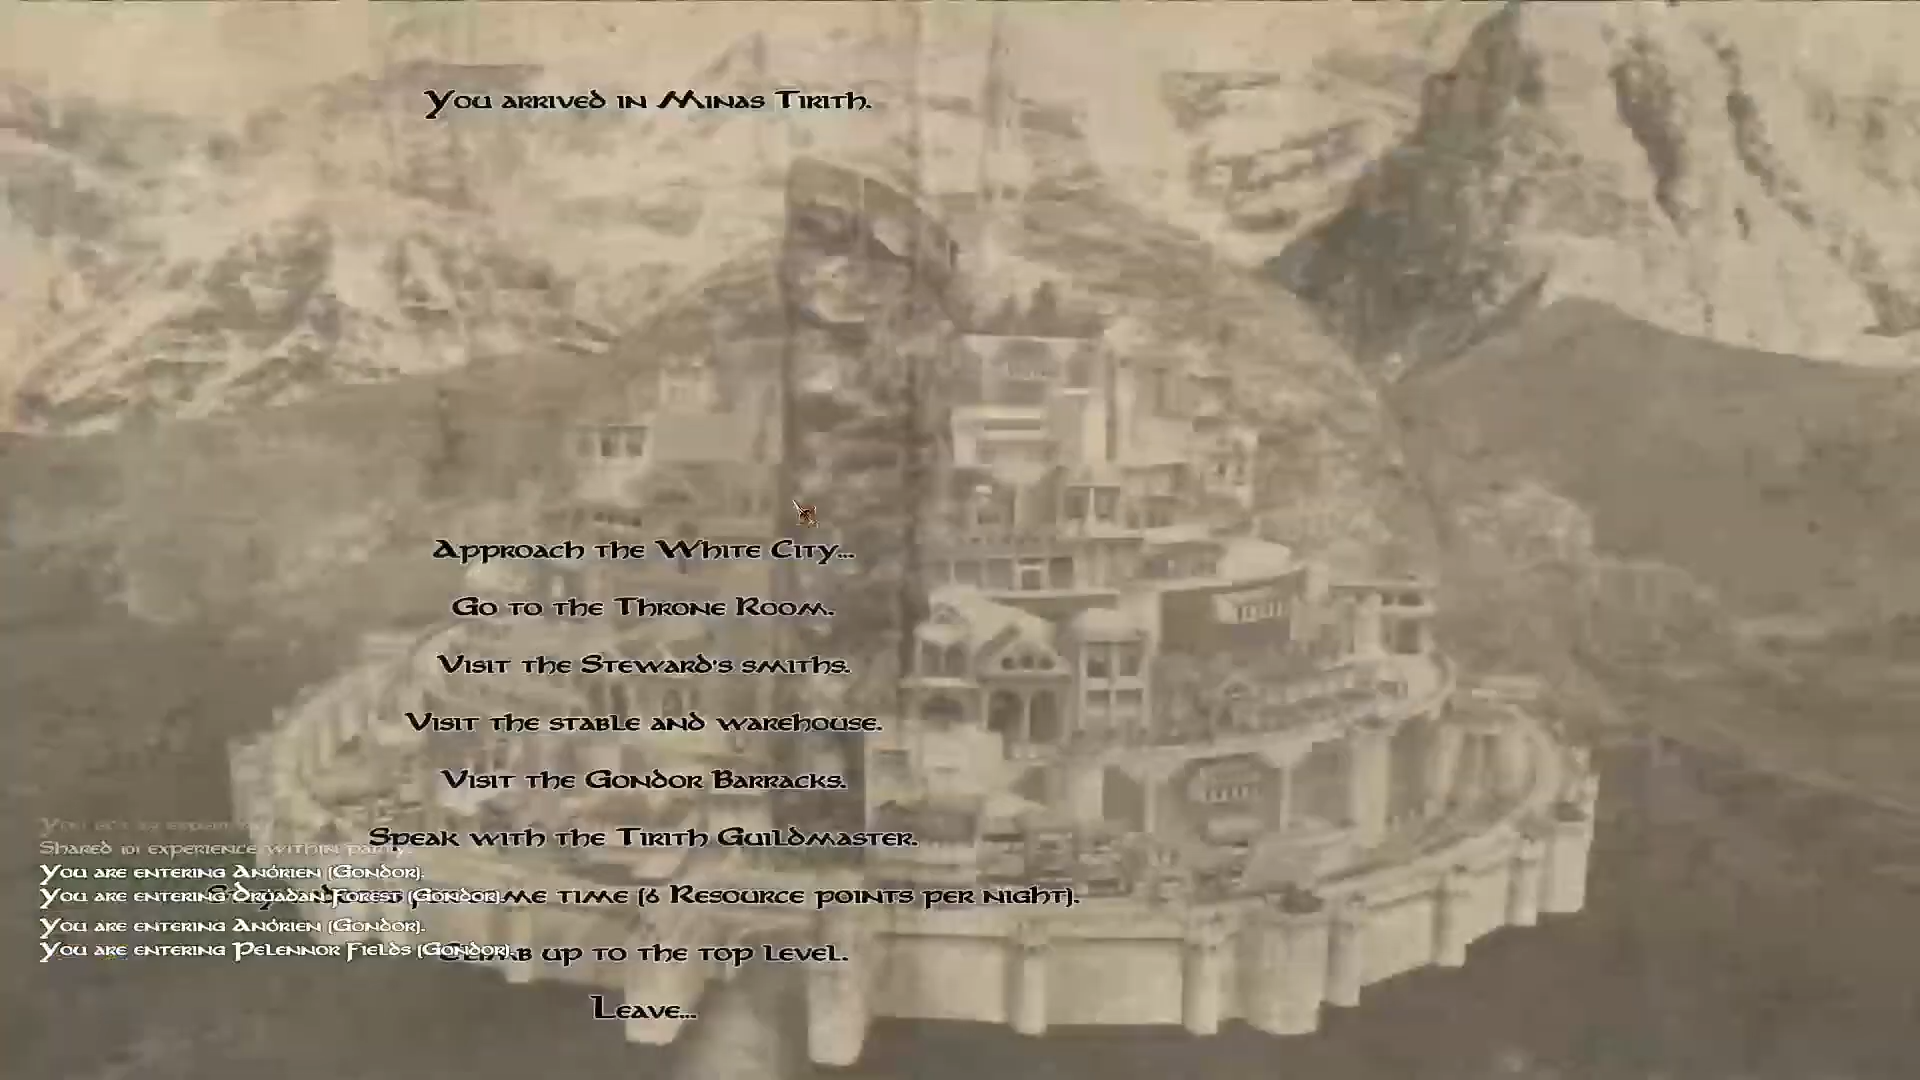 You arrived in Minas Tirith.
Approach the White City...
Go to the Throne Room.
Visit the Steward's smiths.
Visit the stable and warehouse.
Visit the Gondor Barracks.
Speak with the Tirith Guildmaster.
Shared 101 experience within party.
You are entering Anórien (Gondor).
You are entering Drúadan Forest (Gondor).
time (6 Resource points per night).
You are entering Anórien (Gondor).
You are entering Pelennor Fields (Gondor).
up to the top level.
Leave...